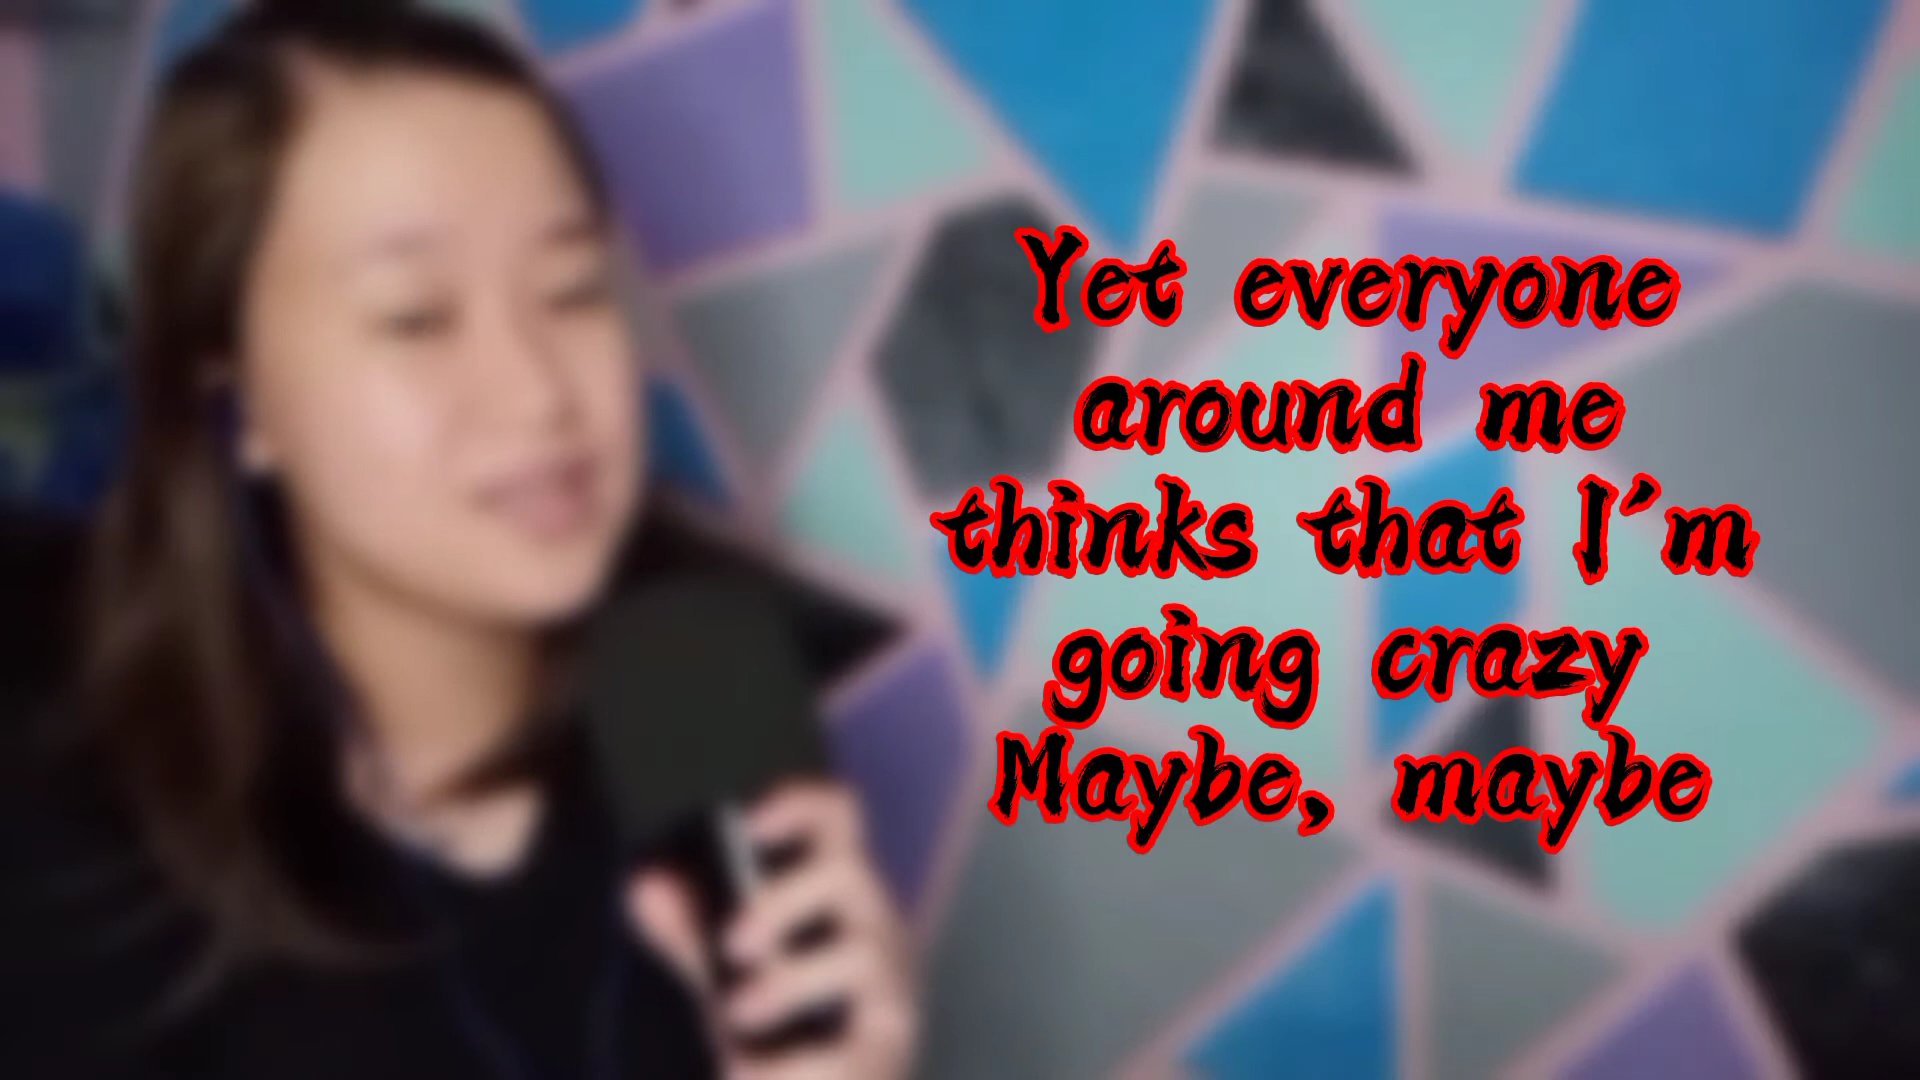 Yet everyone
around me
thinks that I'm
going crazy
Maybe, maybe